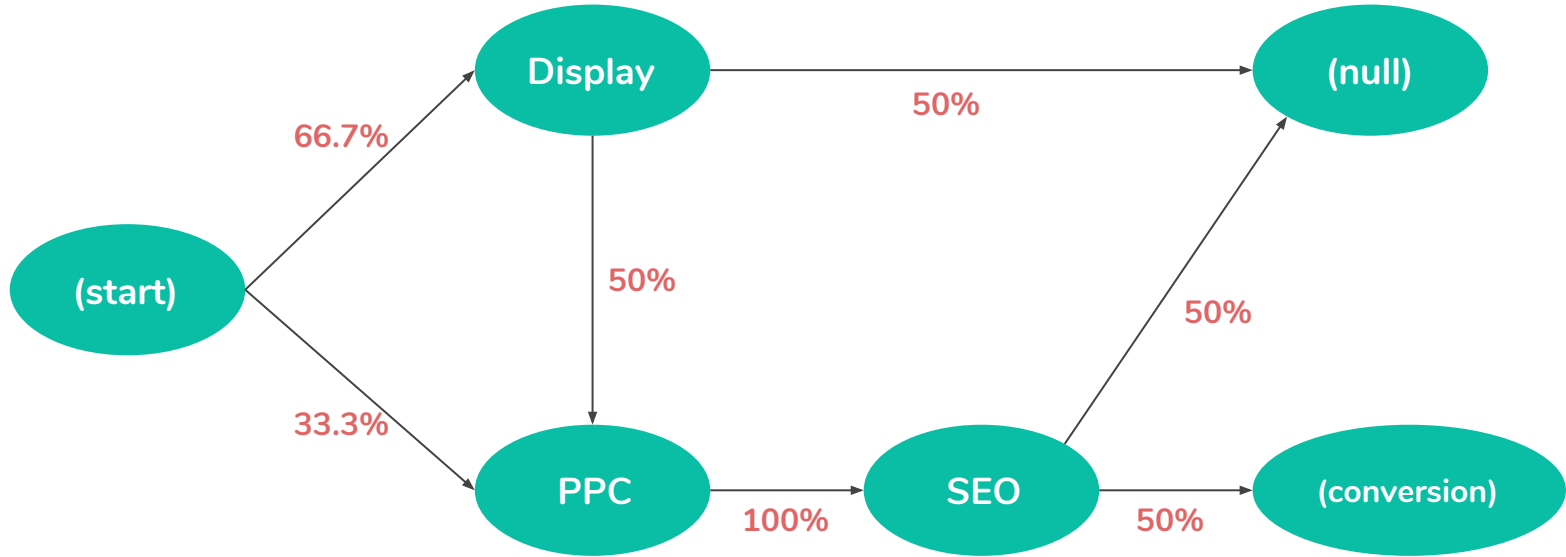 Display
(null)
50%
66.7%
50%
(start)
50%
33.3%
PPC
SEO
(conversion)
100%
50%